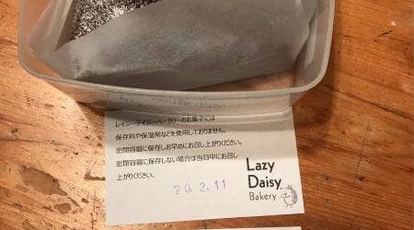 レイジーデイジーベーカリーのお菓子には
保存料や保湿剤などを使用しておりません。
密閉容器に保存しお早めにお召し上がりください。
密閉容器に保存しない場合は当日中にお召し
上がりください。
20. 2. 11
Lazy
Daisy
Bakery